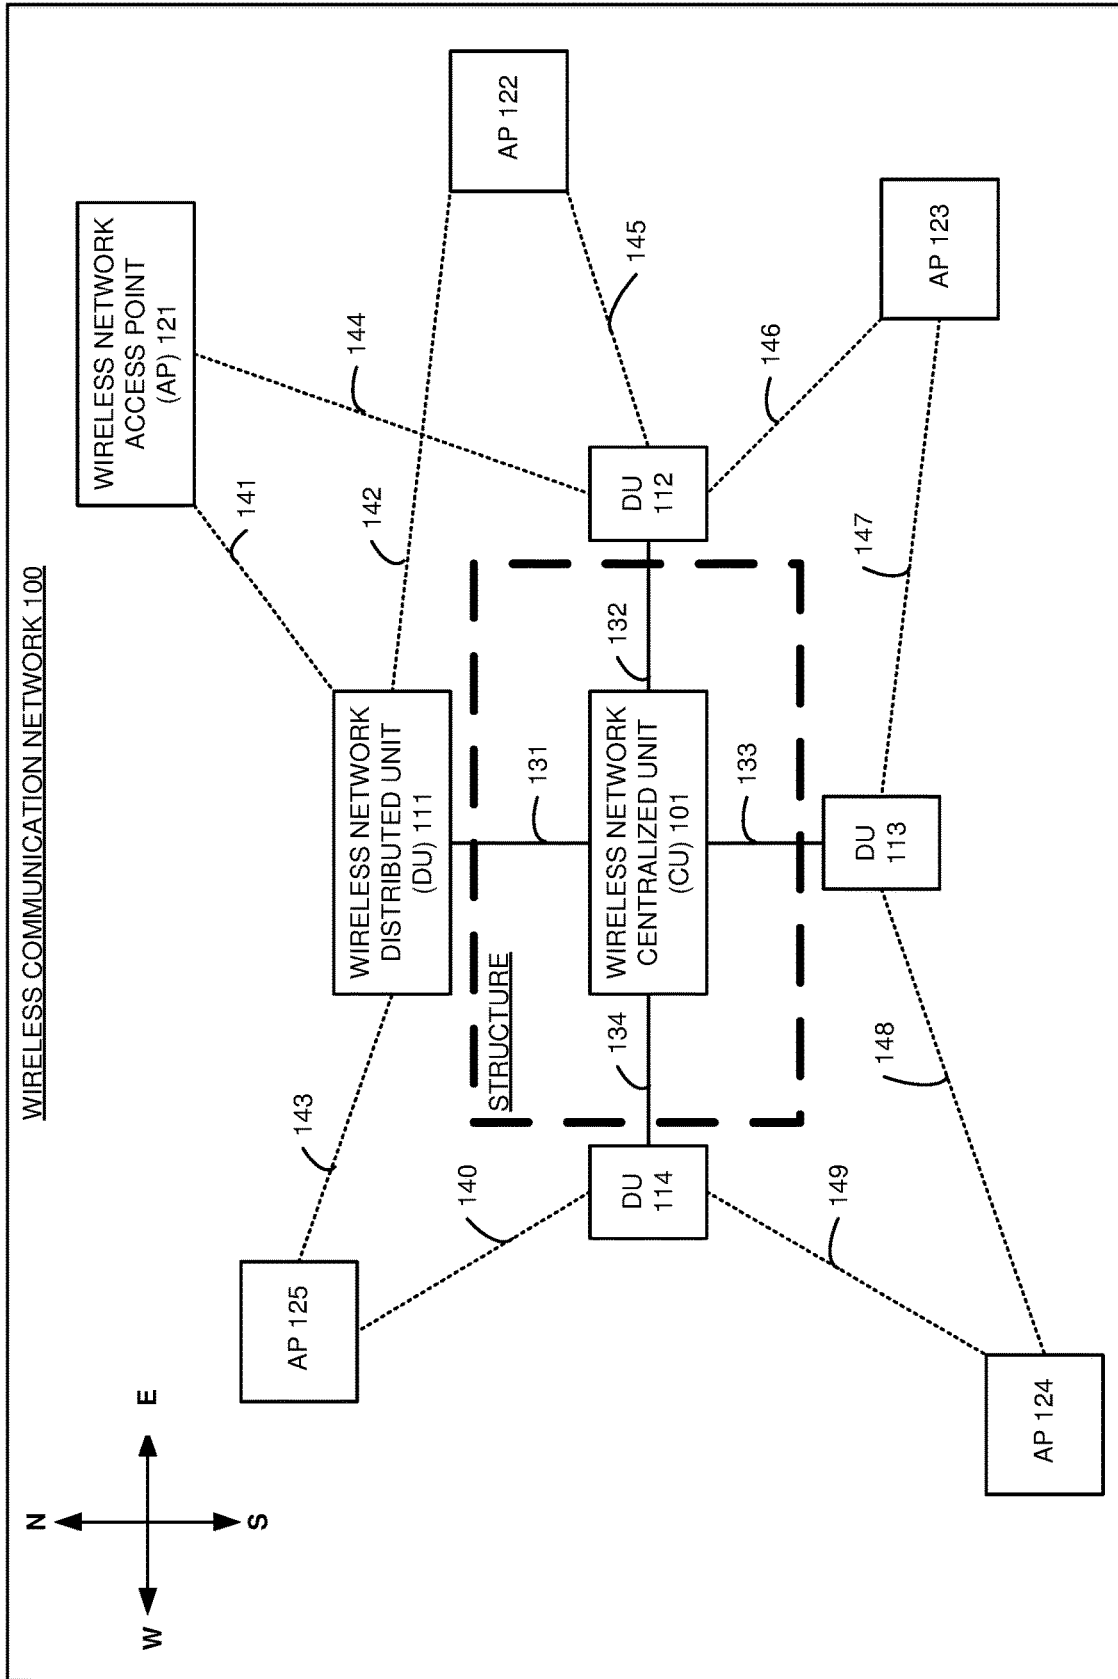 WIRELESS COMMUNICATION NETWORK 100
N
W
E
S
WIRELESS NETWORK
ACCESS POINT
(AP) 121
AP 125
143
141
144
WIRELESS NETWORK
DISTRIBUTED UNIT
(DU) 111
142
AP 122
140
STRUCTURE
131
145
DU
114
134
WIRELESS NETWORK
CENTRALIZED UNIT
(CU) 101
132
DU
112
133
146
149
148
DU
113
147
AP 123
AP 124